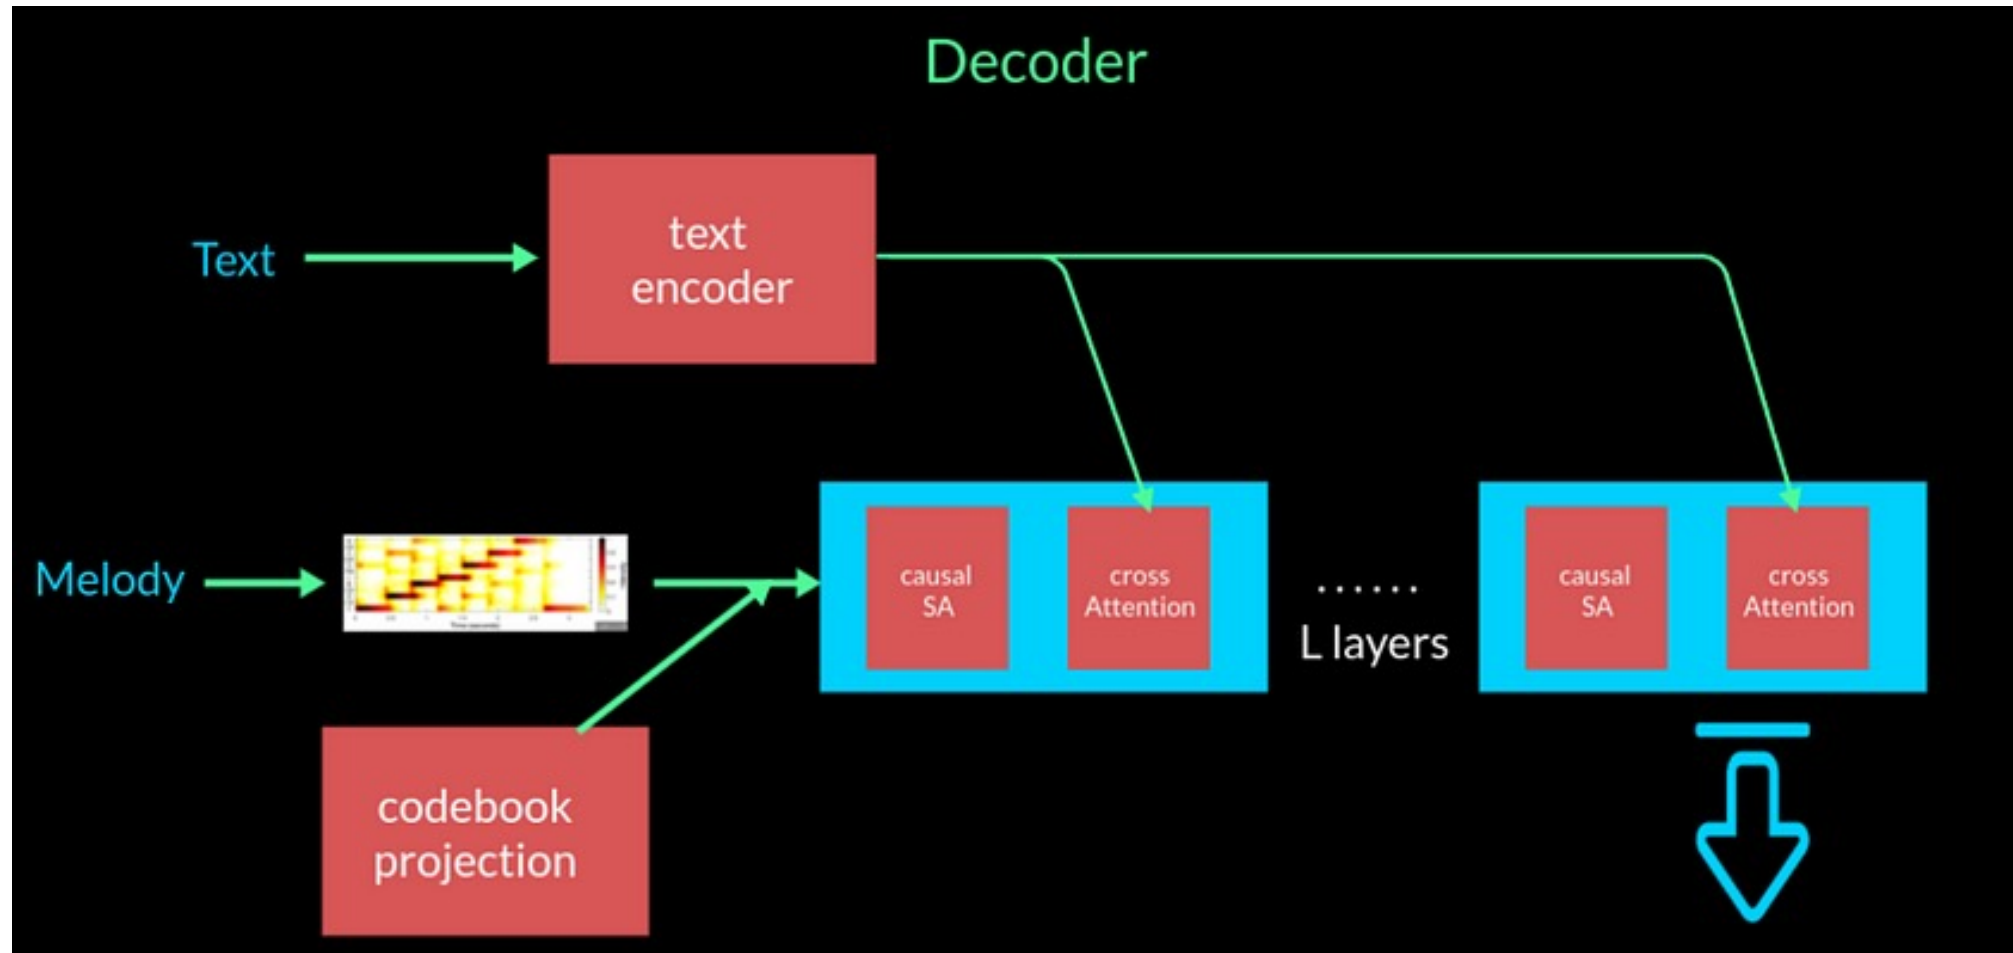 Decoder
Text
text
encoder
Melody
causal
SA
cross
Attention
......
L layers
causal
SA
cross
Attention
codebook
projection